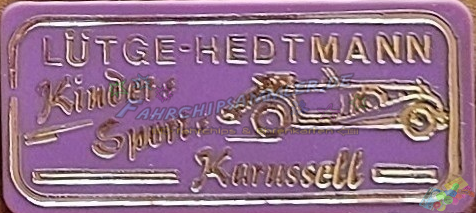 LÜTGE-HEDTMANN
Kinder
Sport
Karussell